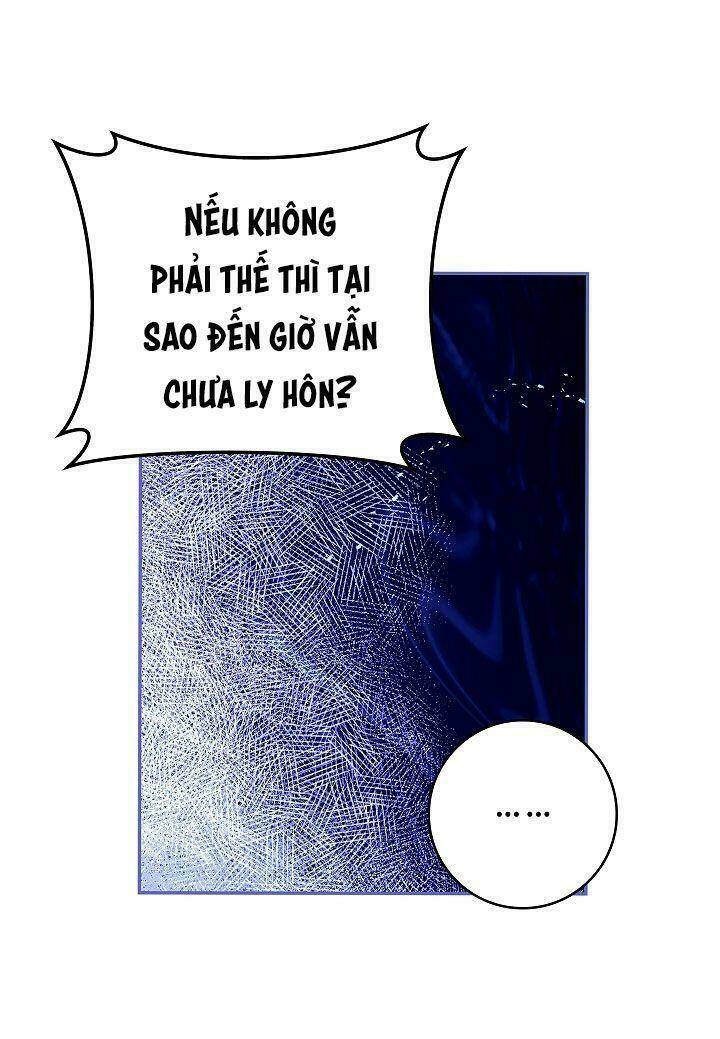 NẾU KHÔNG
PHẢI THẾ THÌ TẠI
SAO ĐẾN GIỜ VẪN
CHƯA LY HÔN?
... ...